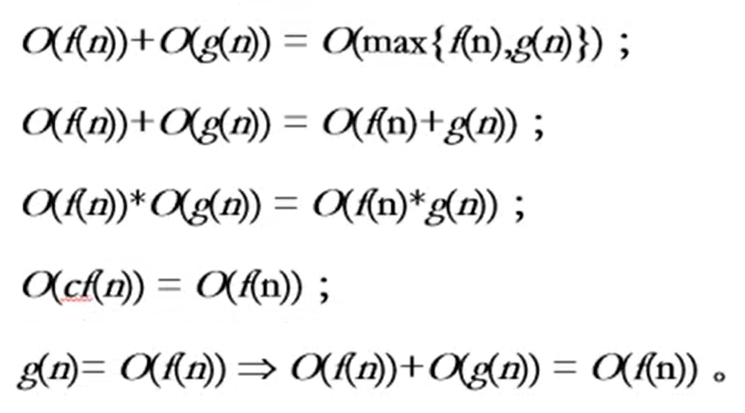 O(f(n))+O(g(n)) = O(max{f(n),g(n)}) ；
O(f(n))+O(g(n)) = O(f(n)+g(n)) ；
O(f(n))*O(g(n)) = O(f(n)*g(n)) ；
O(cf(n)) = O(f(n)) ；
g(n)= O(f(n)) ⇒ O(f(n))+O(g(n)) = O(f(n)) 。